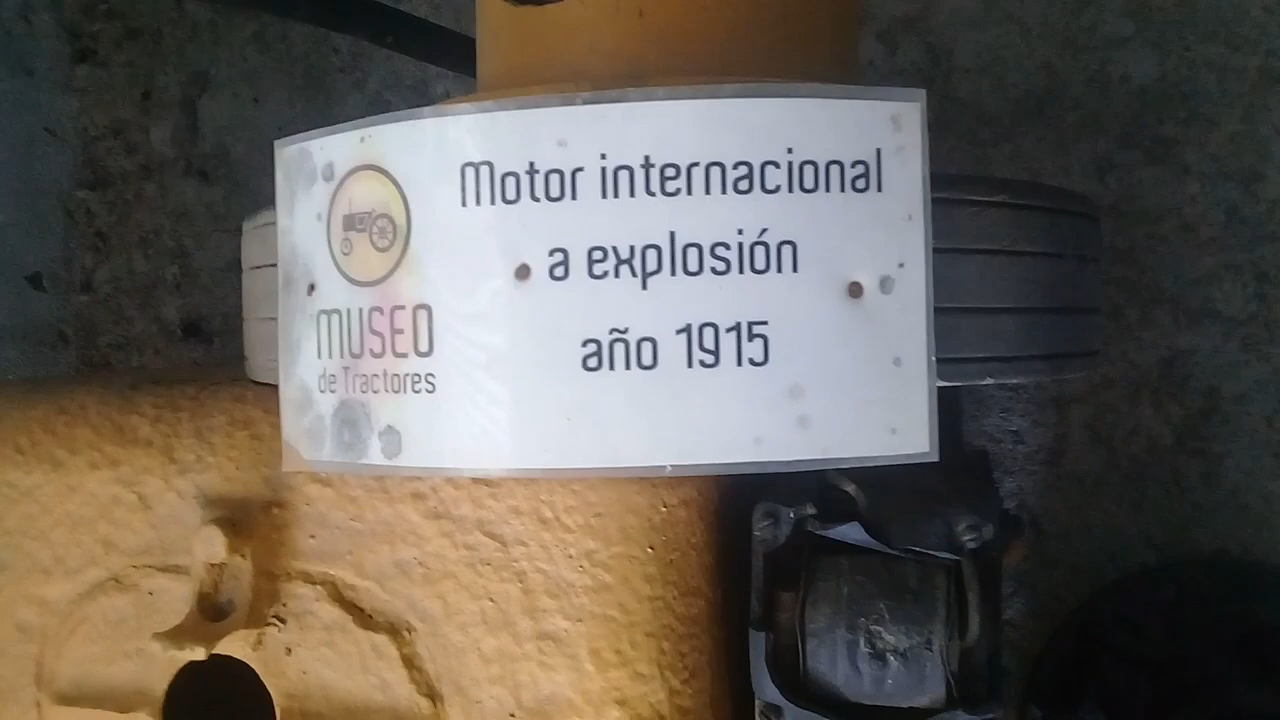 MUSEO
de Tractores
Motor internacional
a explosión
año 1915